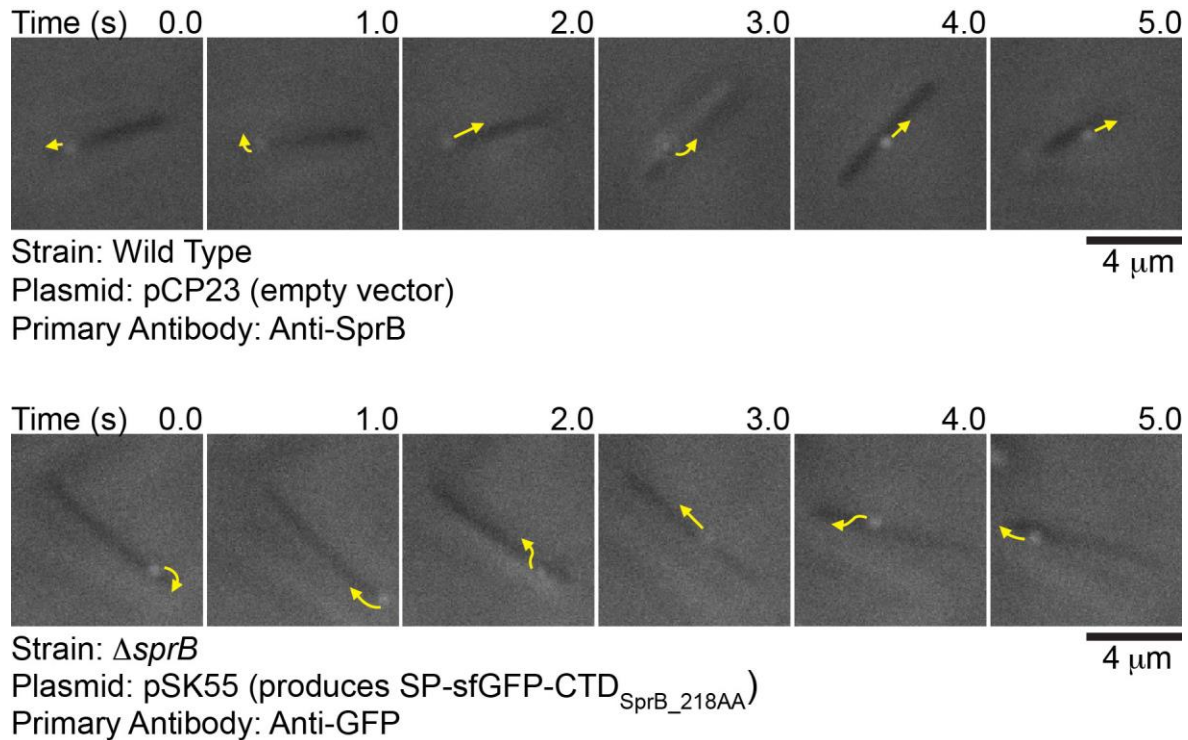 Time (s) 0.0 1.0 2.0 3.0 4.0 5.0
4 μm
Strain: Wild Type
Plasmid: pCP23 (empty vector)
Primary Antibody: Anti-SprB
Time (s) 0.0 1.0 2.0 3.0 4.0 5.0
4 μm
Strain: ΔsprB
Plasmid: pSK55 (produces SP-sfGFP-CTDSprB_218AA)
Primary Antibody: Anti-GFP